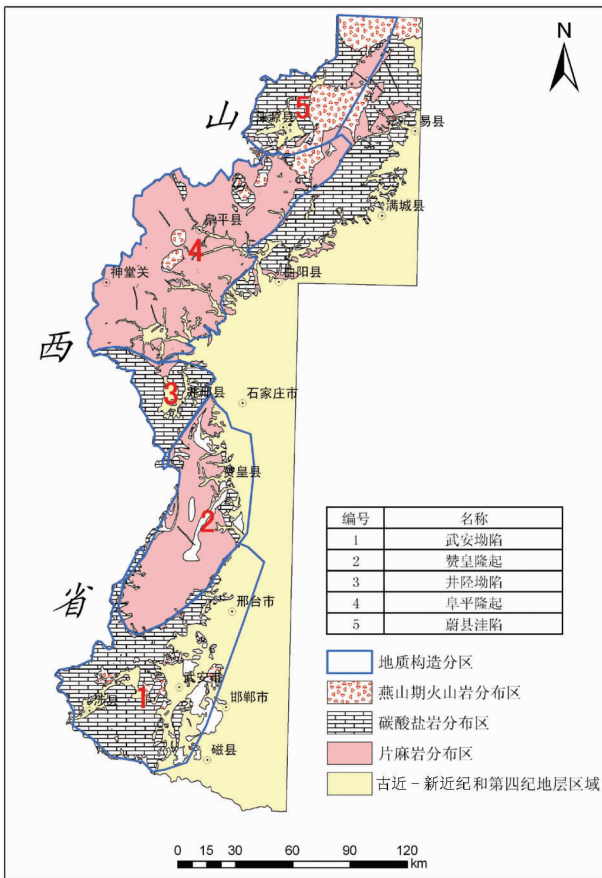 N
山
5
涞源县
易县
满城县
阜平县
4
曲阳县
神堂关
西
3
井陉县
石家庄市
赞皇县
2
编号 名称
1 武安坳陷
2 赞皇隆起
3 井陉坳陷
4 阜平隆起
5 蔚县洼陷
省
邢台市
武安市
1
涉县
邯郸市
磁县
地质构造分区
燕山期火山岩分布区
碳酸盐岩分布区
片麻岩分布区
古近－新近纪和第四纪地层区域
0 15 30 60 90 120
km